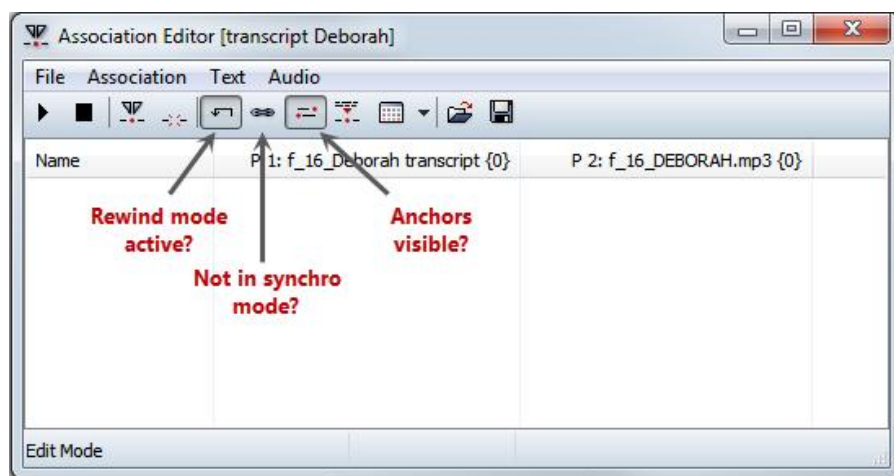 Association Editor [transcript Deborah]
File Association Text Audio
Name P 1: f_16_Deborah transcript {0} P 2: f_16_DEBORAH.mp3 {0}
Rewind mode
active?
Anchors
visible?
Not in synchro
mode?
Edit Mode